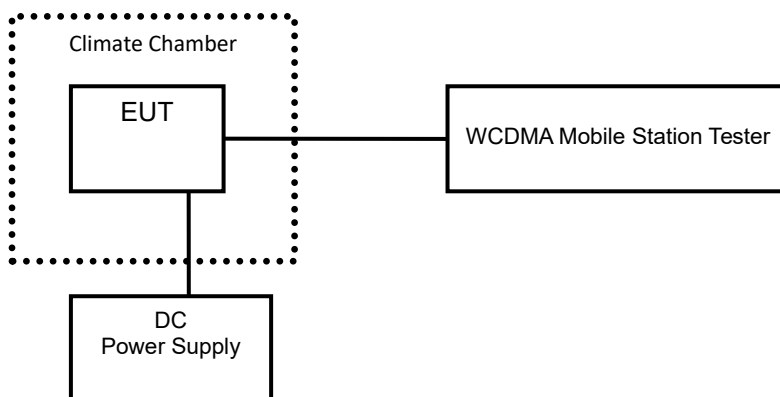 Climate Chamber
EUT
WCDMA Mobile Station Tester
DC
Power Supply